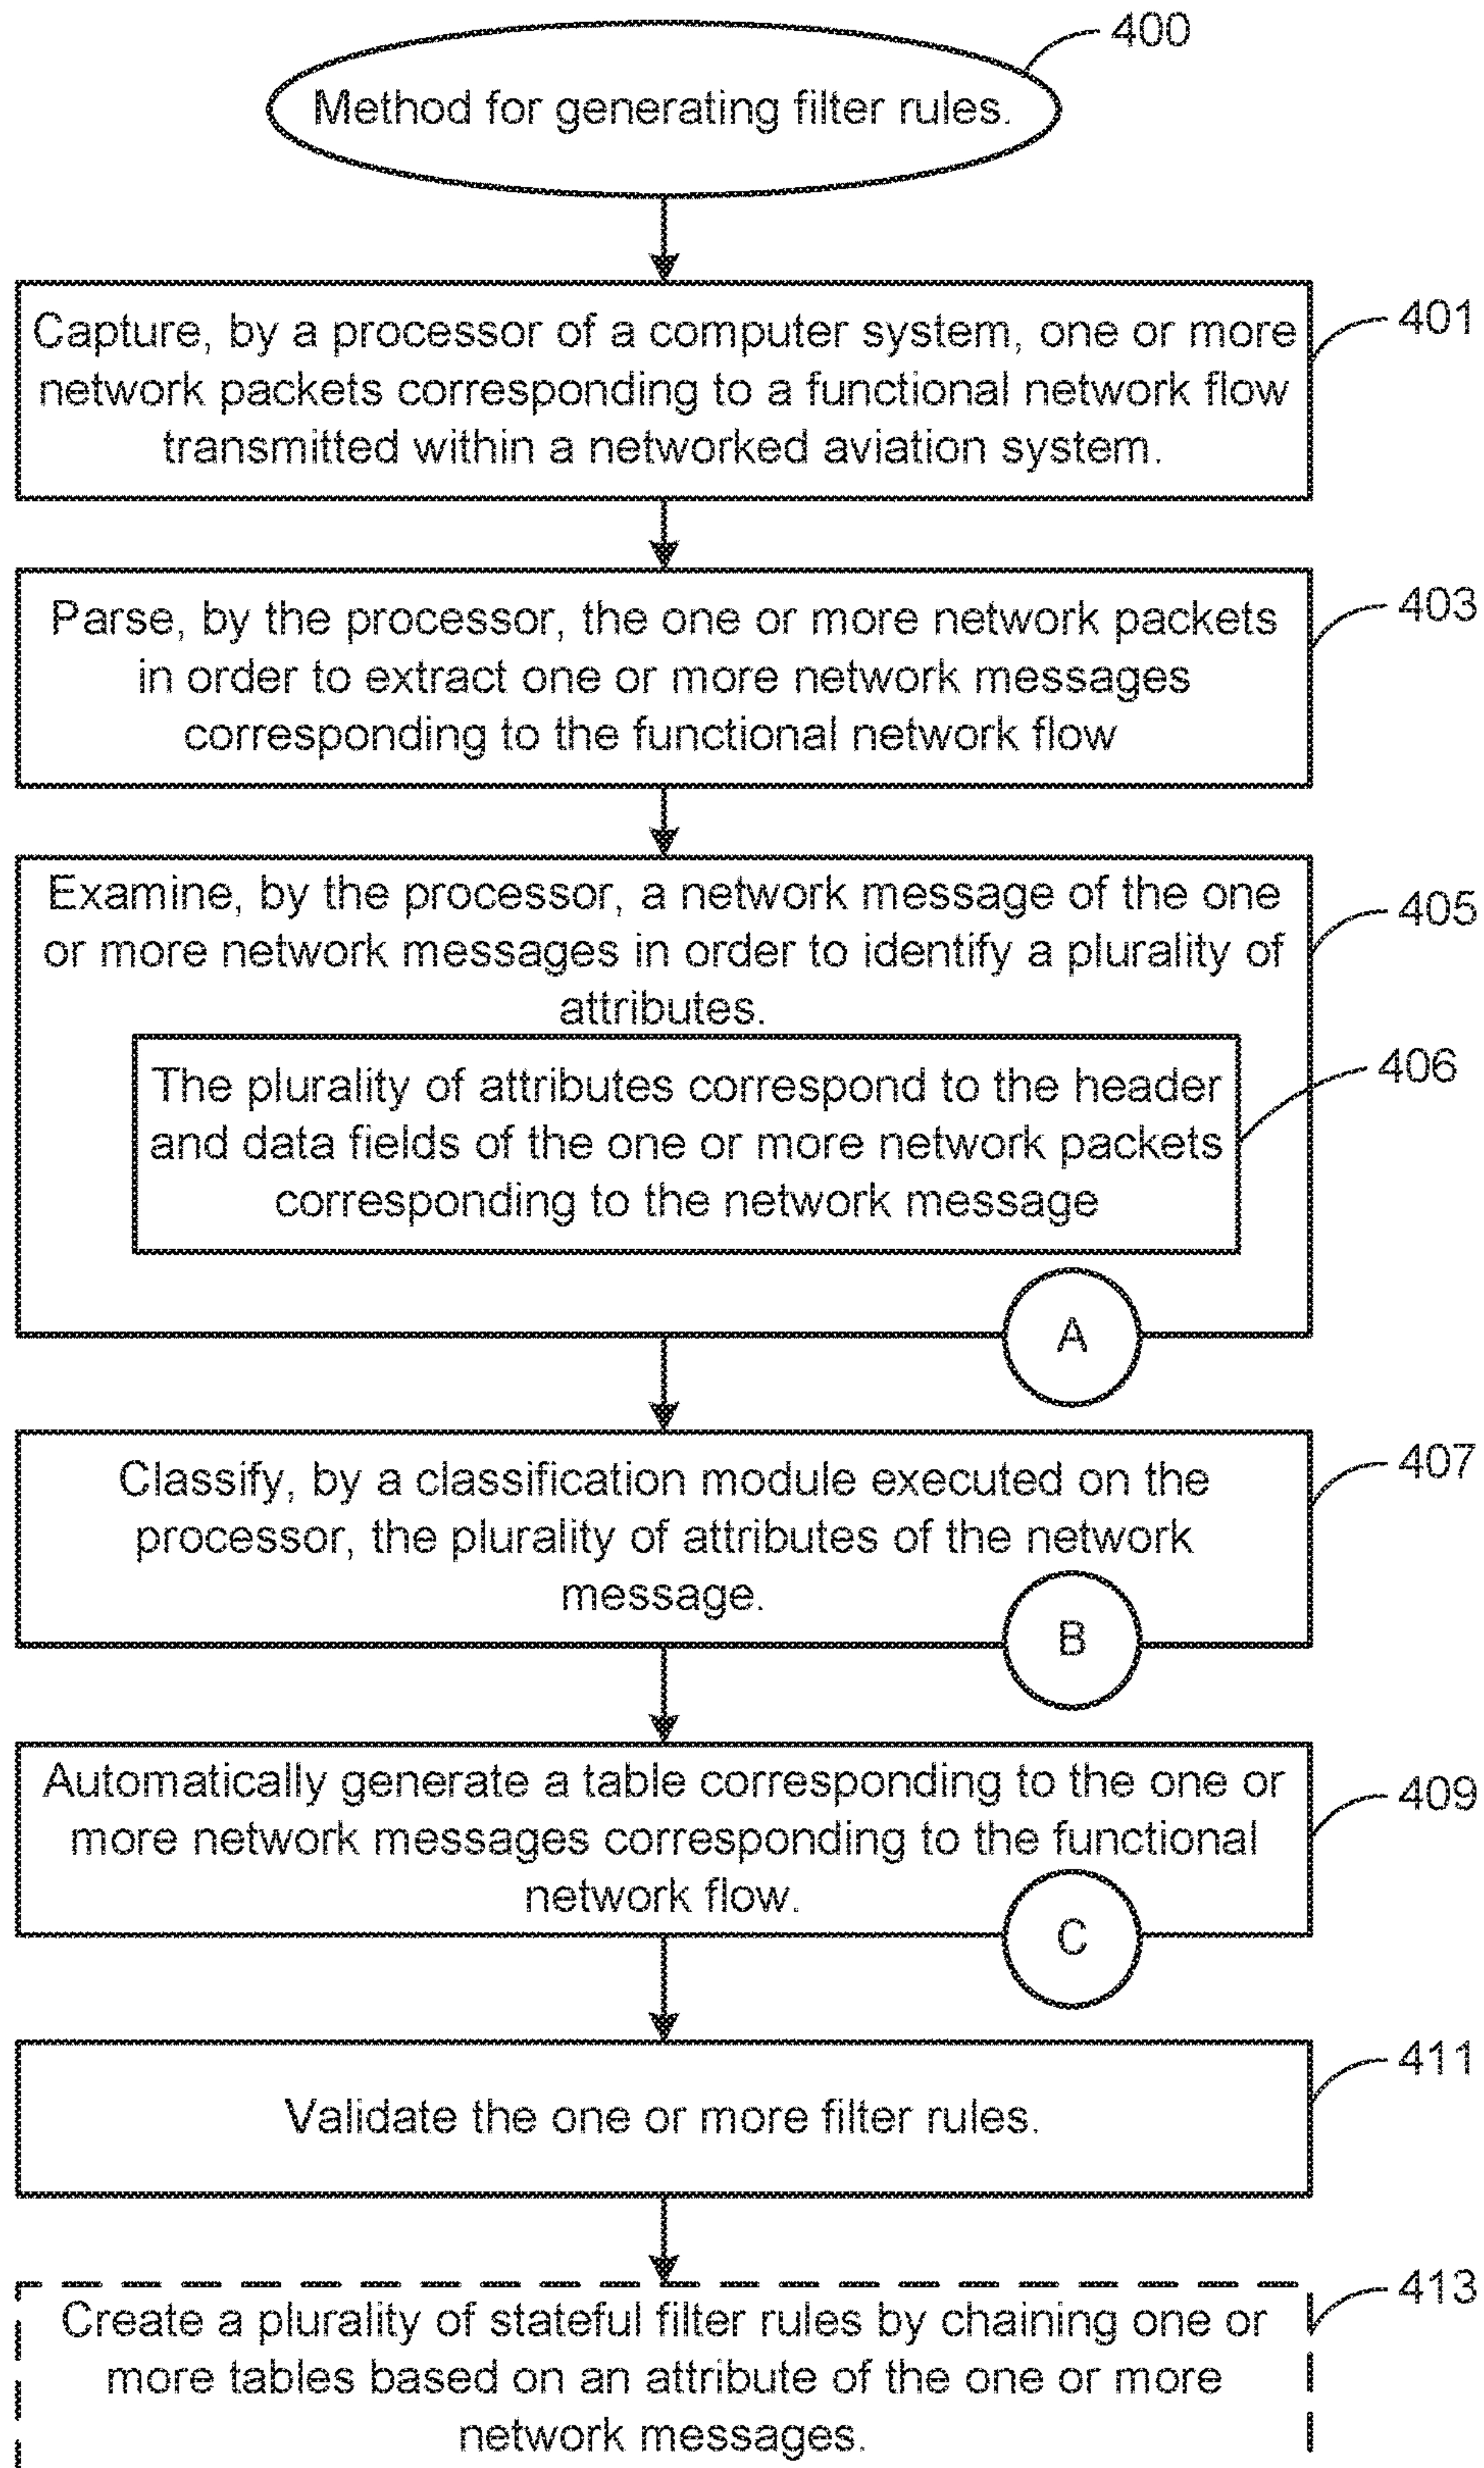 400
Method for generating filter rules.
401
Capture, by a processor of a computer system, one or more
network packets corresponding to a functional network flow
transmitted within a networked aviation system.
403
Parse, by the processor, the one or more network packets
in order to extract one or more network messages
corresponding to the functional network flow
405
Examine, by the processor, a network message of the one
or more network messages in order to identify a plurality of
attributes.
406
The plurality of attributes correspond to the header
and data fields of the one or more network packets
corresponding to the network message
A
407
Classify, by a classification module executed on the
processor, the plurality of attributes of the network
message.
B
409
Automatically generate a table corresponding to the one or
more network messages corresponding to the functional
network flow.
C
411
Validate the one or more filter rules.
413
Create a plurality of stateful filter rules by chaining one or
more tables based on an attribute of the one or more
network messages.